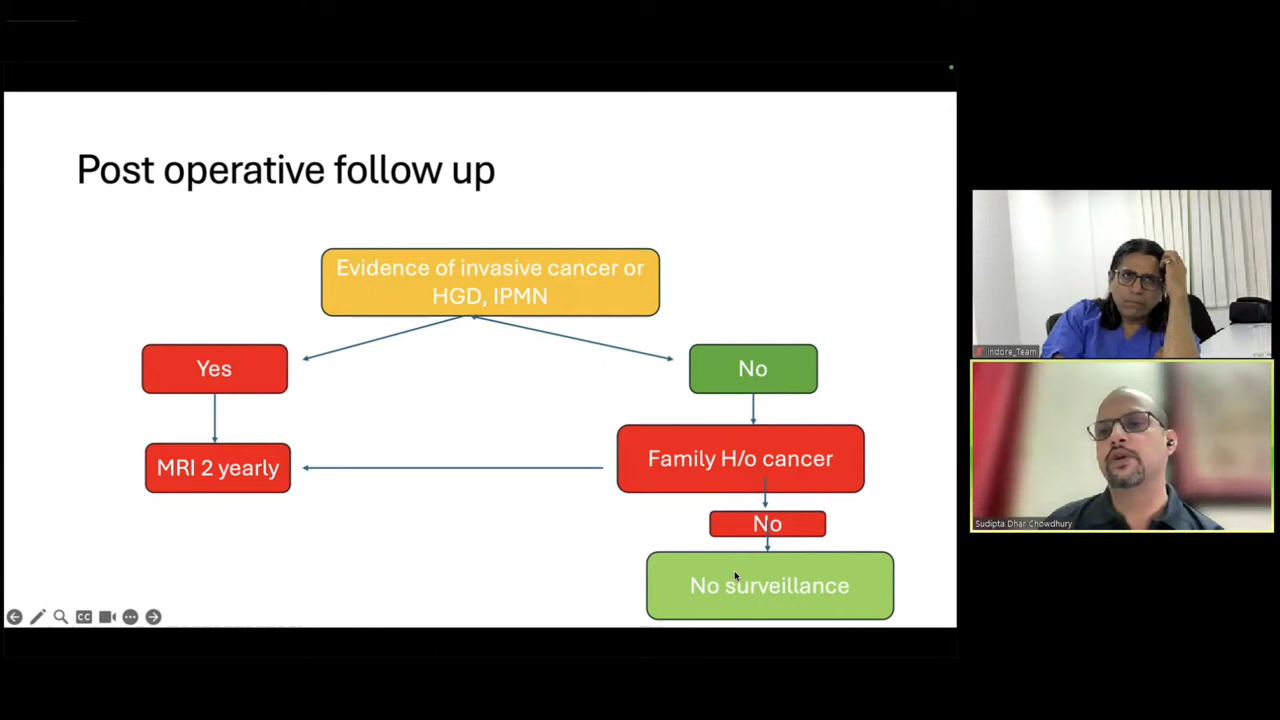 Post operative follow up
Evidence of invasive cancer or
HGD, IPMN
Yes
No
MRI 2 yearly
Family H/o cancer
No
No surveillance
CC
Indore_Team
Sudipta Dhar Chowdhury